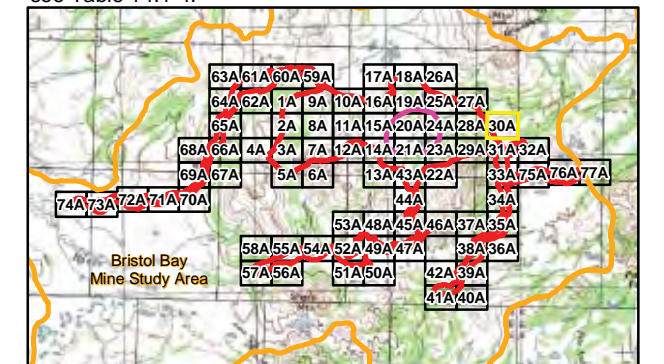 63A 61A 60A 59A 17A 18A 26A
64A 62A 1A 9A 10A 16A 19A 25A 27A
65A 2A 8A 11A 15A 20A 24A 28A 30A
68A 66A 4A 3A 7A 12A 14A 21A 23A 29A 31A 32A
69A 67A 5A 6A 13A 43A 22A 33A 75A 76A 77A
74A 73A 72A 71A 70A 44A 34A
53A 48A 45A 46A 37A 35A
58A 55A 54A 52A 49A 47A 38A 36A
Bristol Bay
Mine Study Area
57A 56A 51A 50A 42A 39A
41A 40A